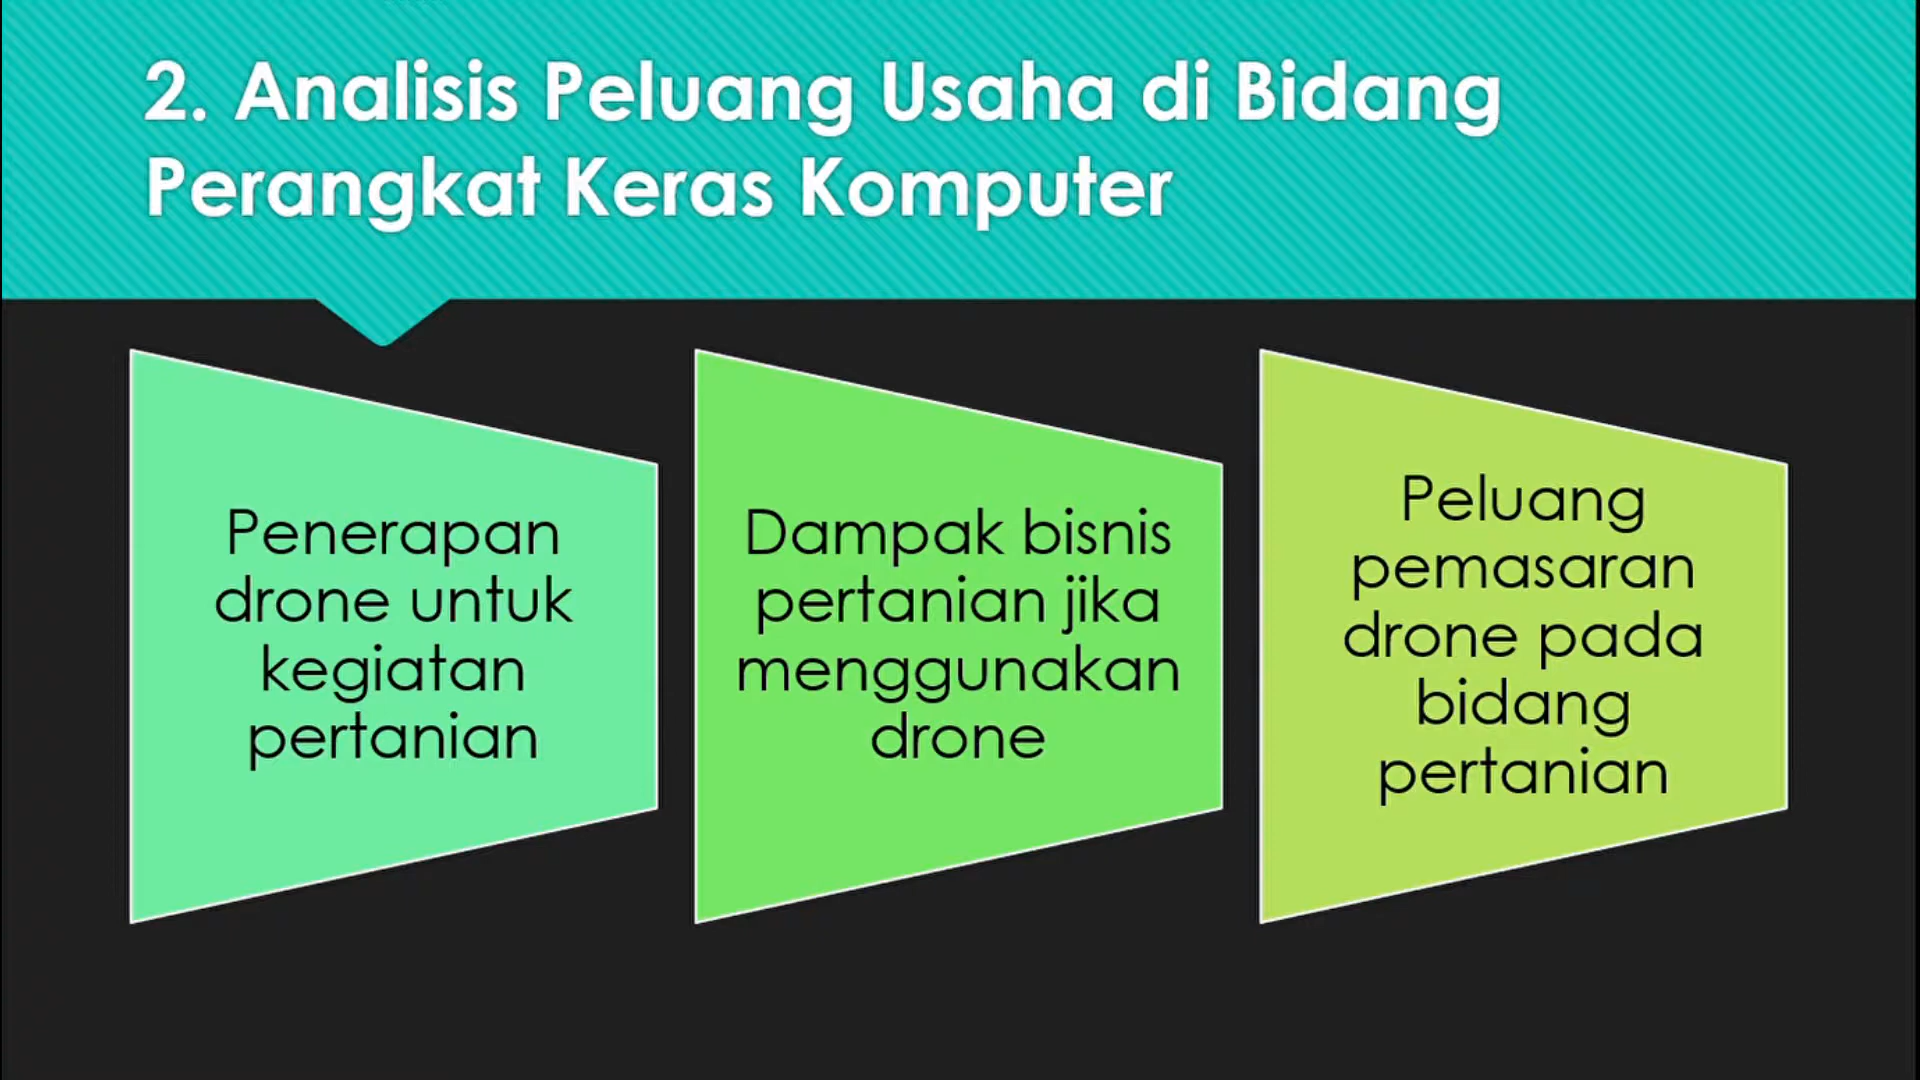 2. Analisis Peluang Usaha di Bidang
Perangkat Keras Komputer
Penerapan
drone untuk
kegiatan
pertanian
Dampak bisnis
pertanian jika
menggunakan
drone
Peluang
pemasaran
drone pada
bidang
pertanian